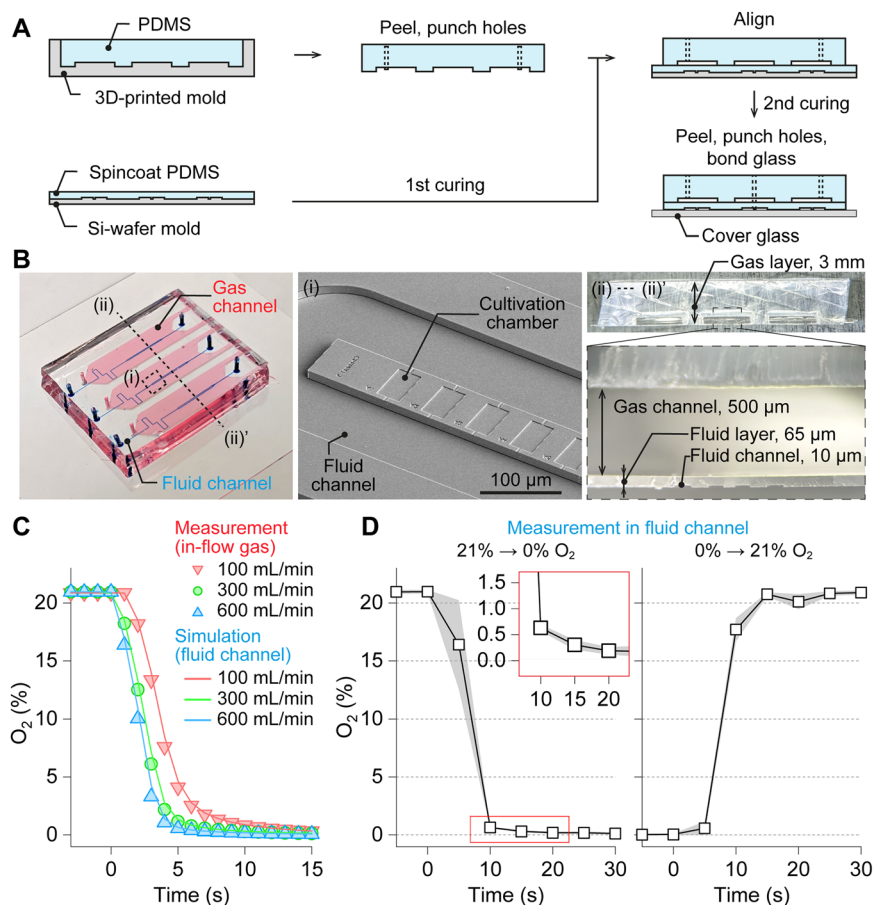 A
PDMS
3D-printed mold
Peel, punch holes
Align
2nd curing
Spincoat PDMS
Si-wafer mold
1st curing
Peel, punch holes,
bond glass
Cover glass
B
(ii)
Gas
channel
(i)
(ii)'
Fluid channel
(i)
Cultivation
chamber
Fluid
channel
100 µm
Gas layer, 3 mm
(ii) (ii)'
Gas channel, 500 µm
Fluid layer, 65 µm
Fluid channel, 10 µm
C
Measurement
(in-flow gas)
100 mL/min
300 mL/min
600 mL/min
Simulation
(fluid channel)
100 mL/min
300 mL/min
600 mL/min
O₂ (%)
20
15
10
5
0
0 5 10 15
Time (s)
D
Measurement in fluid channel
21% → 0% O₂
0% → 21% O₂
O₂ (%)
20
15
10
5
0
1.5
1.0
0.5
0.0
10 15 20
0 10 20 30
Time (s)
0 10 20 30
Time (s)